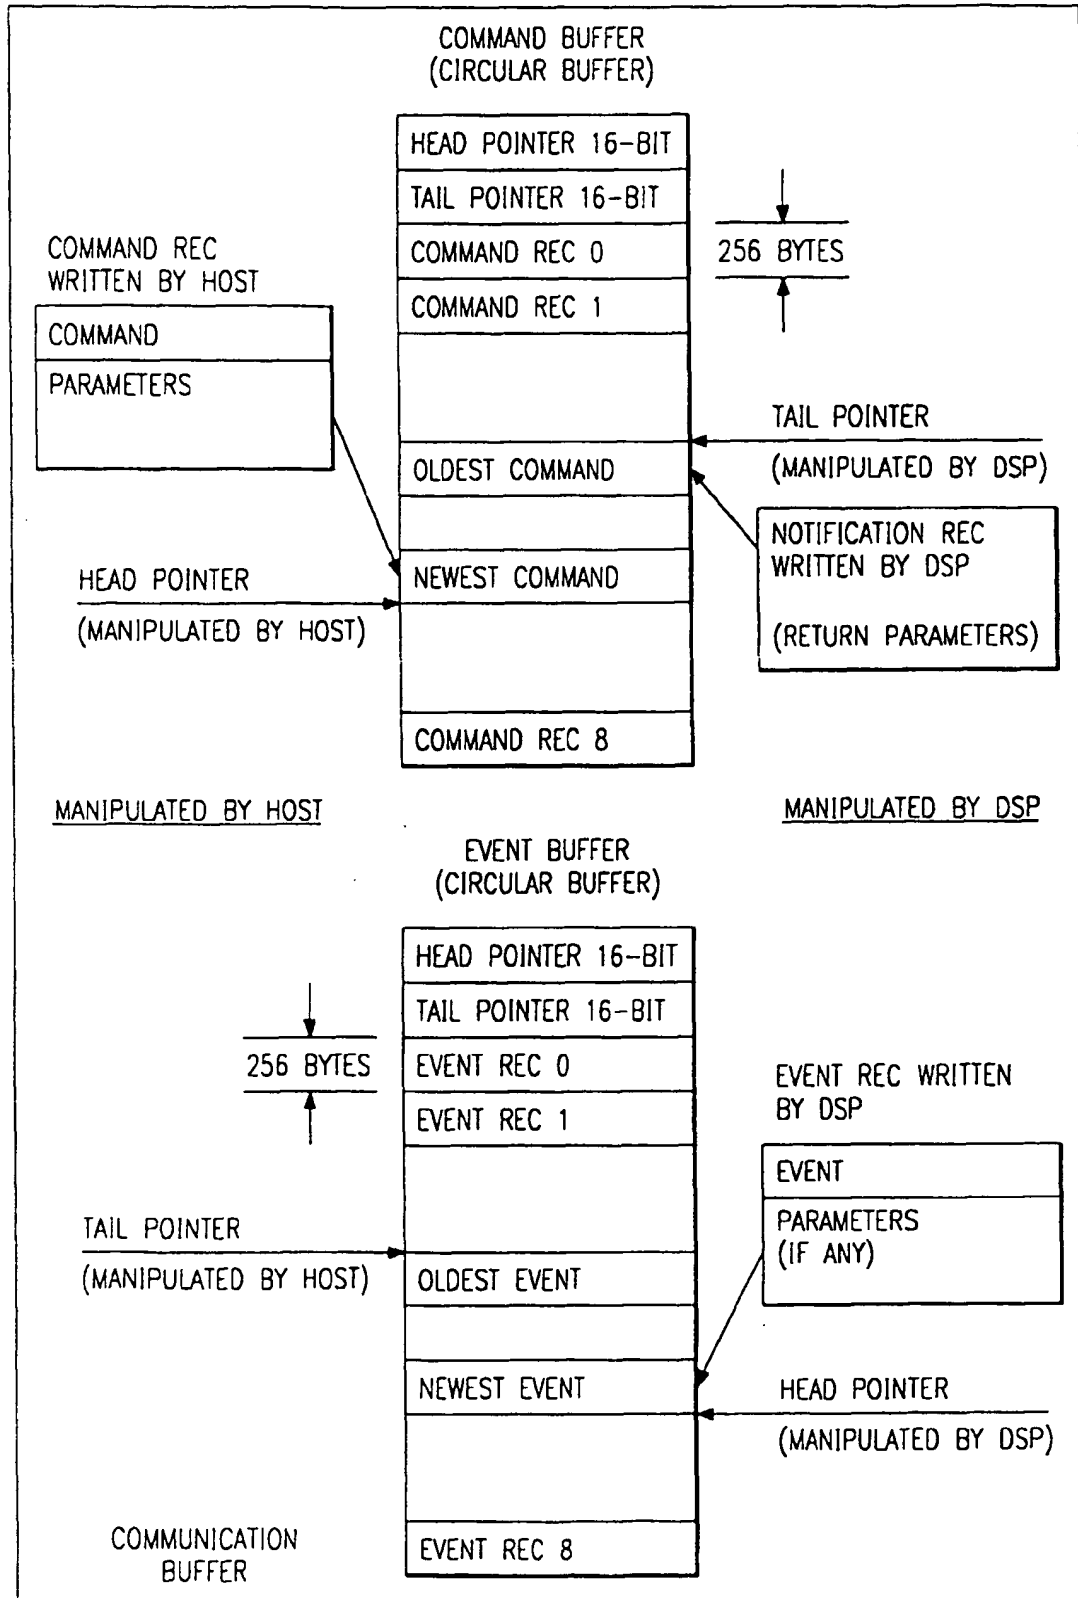 COMMAND BUFFER
(CIRCULAR BUFFER)
HEAD POINTER 16-BIT
TAIL POINTER 16-BIT
COMMAND REC 0
256 BYTES
COMMAND REC 1
COMMAND REC
WRITTEN BY HOST
COMMAND
PARAMETERS
TAIL POINTER
(MANIPULATED BY DSP)
OLDEST COMMAND
NOTIFICATION REC
WRITTEN BY DSP
(RETURN PARAMETERS)
NEWEST COMMAND
HEAD POINTER
(MANIPULATED BY HOST)
COMMAND REC 8
MANIPULATED BY HOST
MANIPULATED BY DSP
EVENT BUFFER
(CIRCULAR BUFFER)
HEAD POINTER 16-BIT
TAIL POINTER 16-BIT
256 BYTES
EVENT REC 0
EVENT REC 1
EVENT REC WRITTEN
BY DSP
EVENT
PARAMETERS
(IF ANY)
TAIL POINTER
(MANIPULATED BY HOST)
OLDEST EVENT
NEWEST EVENT
HEAD POINTER
(MANIPULATED BY DSP)
EVENT REC 8
COMMUNICATION
BUFFER